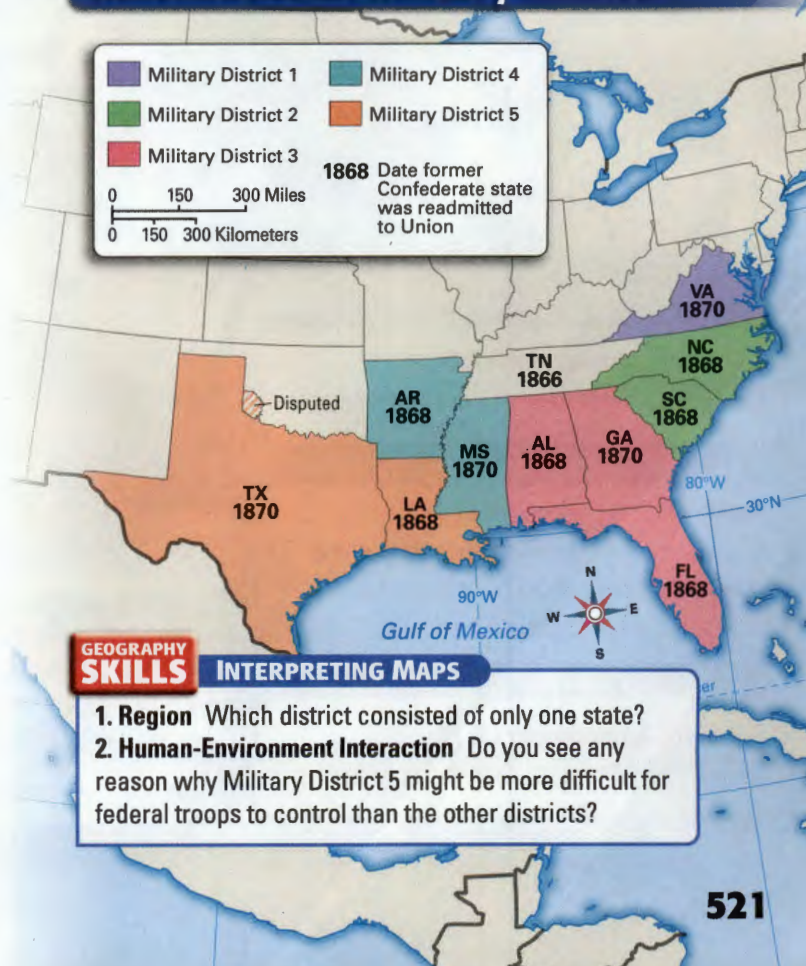 Military District 1
Military District 2
Military District 3
Military District 4
Military District 5
0 150 300 Miles
0 150 300 Kilometers
1868 Date former
Confederate state
was readmitted
to Union
VA
1870
NC
1868
TN
1866
SC
1868
AR
1868
Disputed
MS
1870
AL
1868
GA
1870
TX
1870
LA
1868
FL
1868
80°W
30°N
90°W
Gulf of Mexico
N
W
E
S
GEOGRAPHY
SKILLS
INTERPRETING MAPS
1. Region Which district consisted of only one state?
2. Human-Environment Interaction Do you see any
reason why Military District 5 might be more difficult for
federal troops to control than the other districts?
521